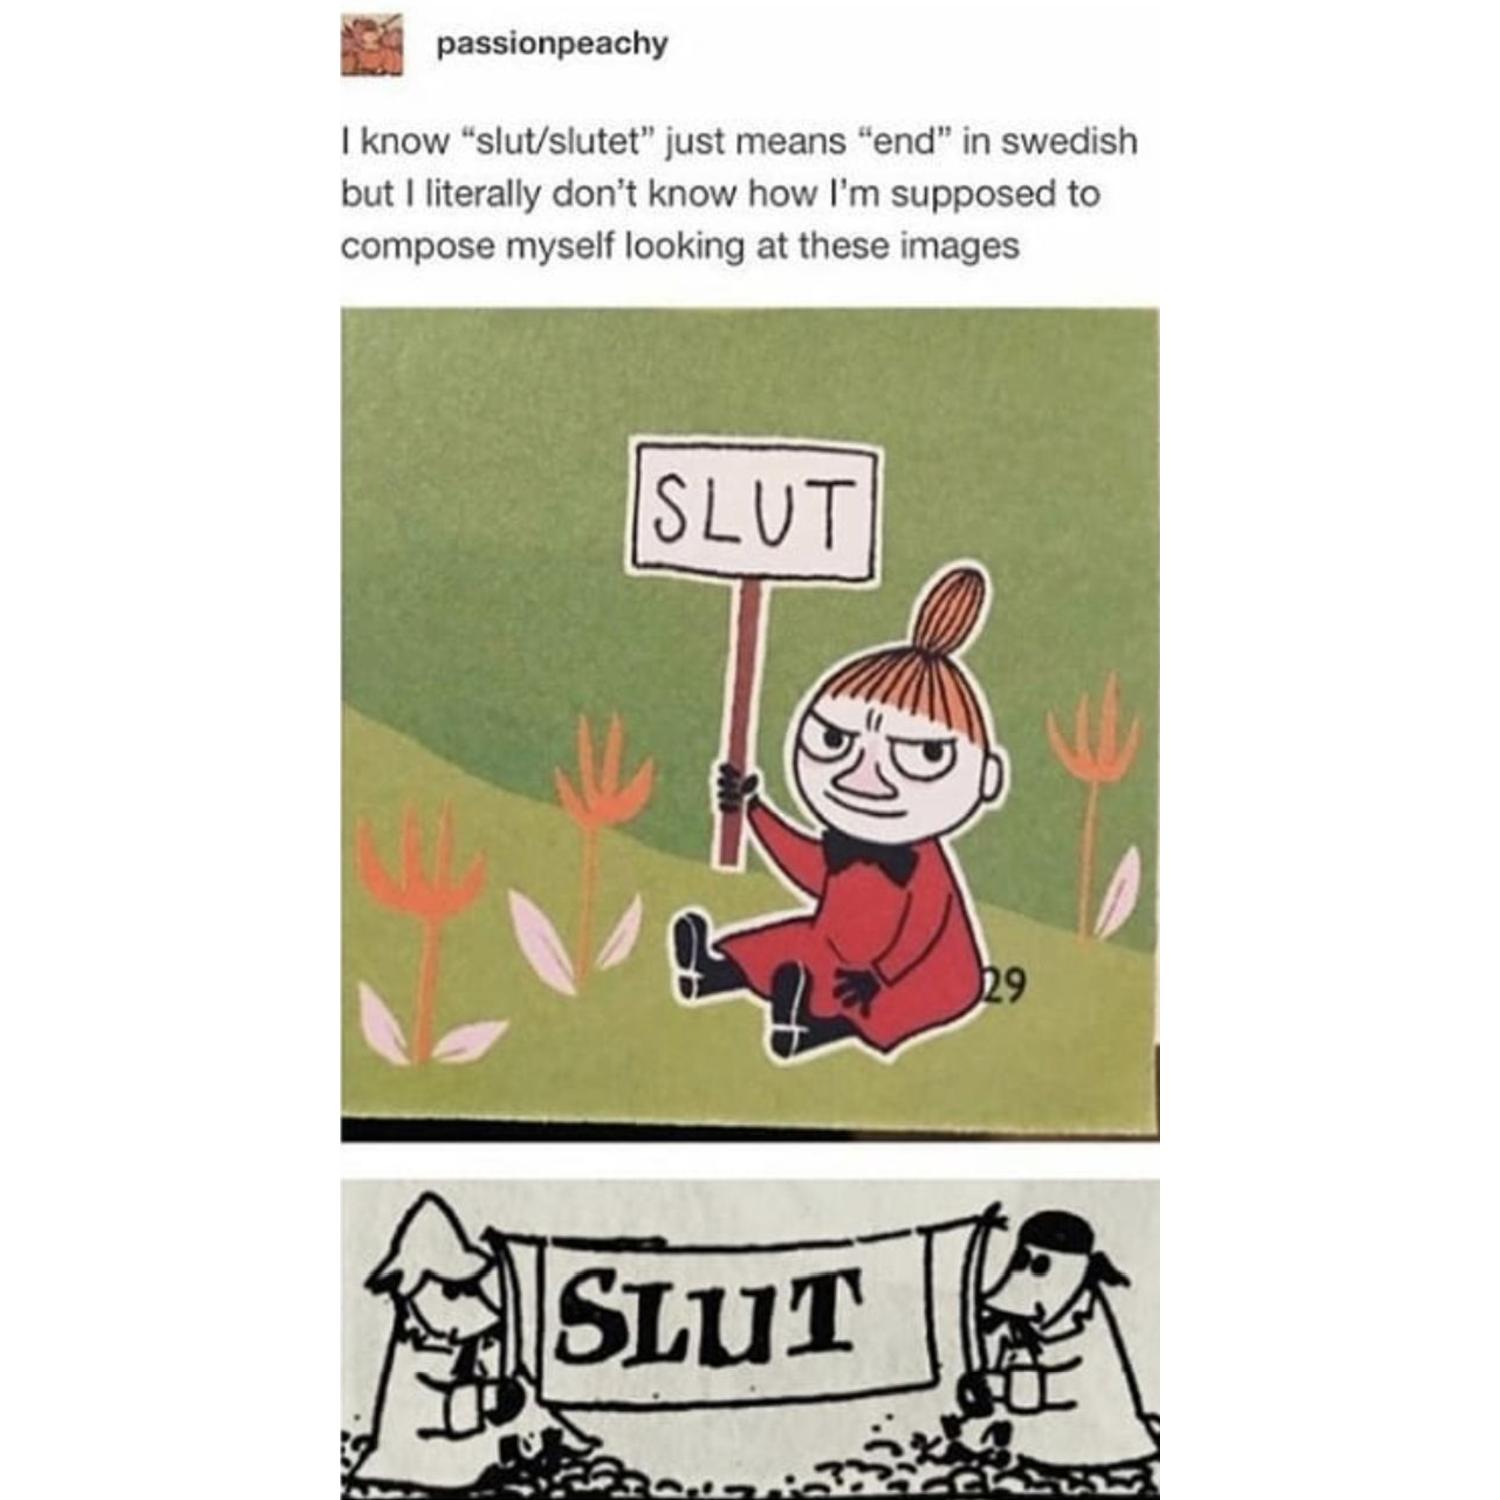 passionpeachy
I know “slut/slutet” just means “end” in swedish
but I literally don’t know how I’m supposed to
compose myself looking at these images
SLUT
29
SLUT